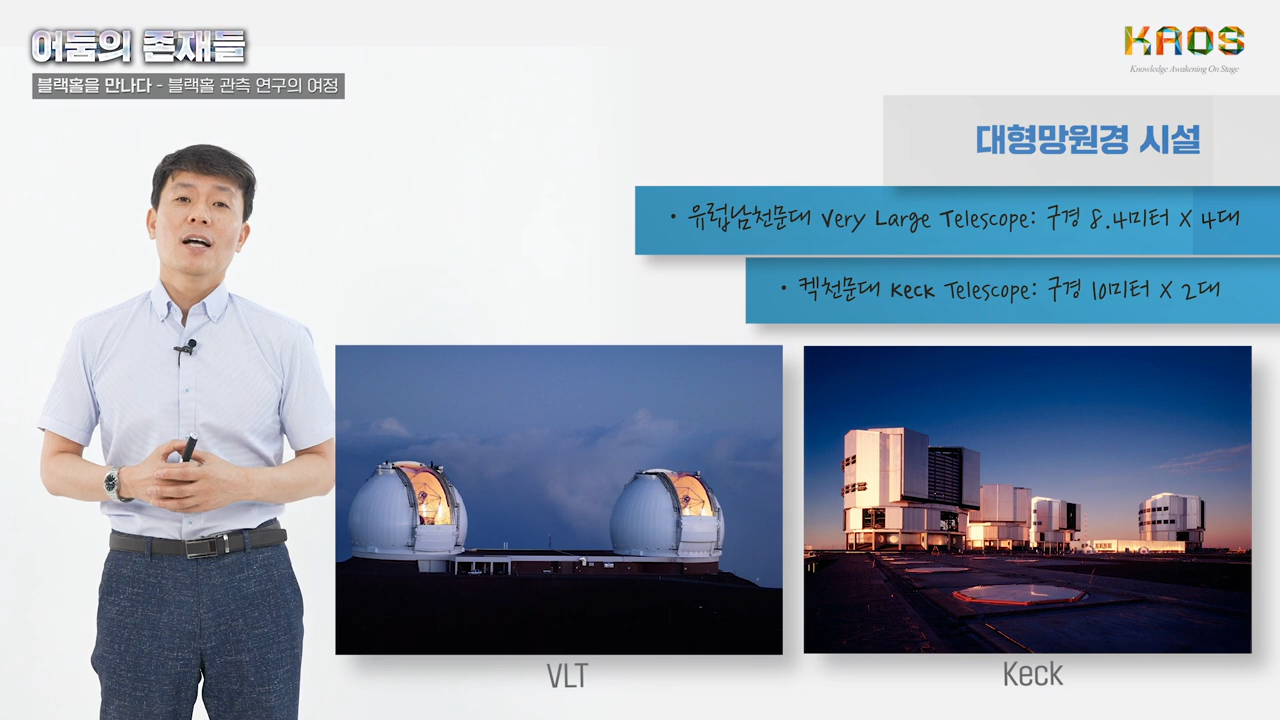 어둠의 존재들
블랙홀을 만나다 - 블랙홀 관측 연구의 여정
KAOS
Knowledge Awakening On Stage
대형망원경 시설
• 유럽남천문대 Very Large Telescope: 구경 8.4미터 X 4대
• 켁천문대 Keck Telescope: 구경 10미터 X 2대
VLT
Keck